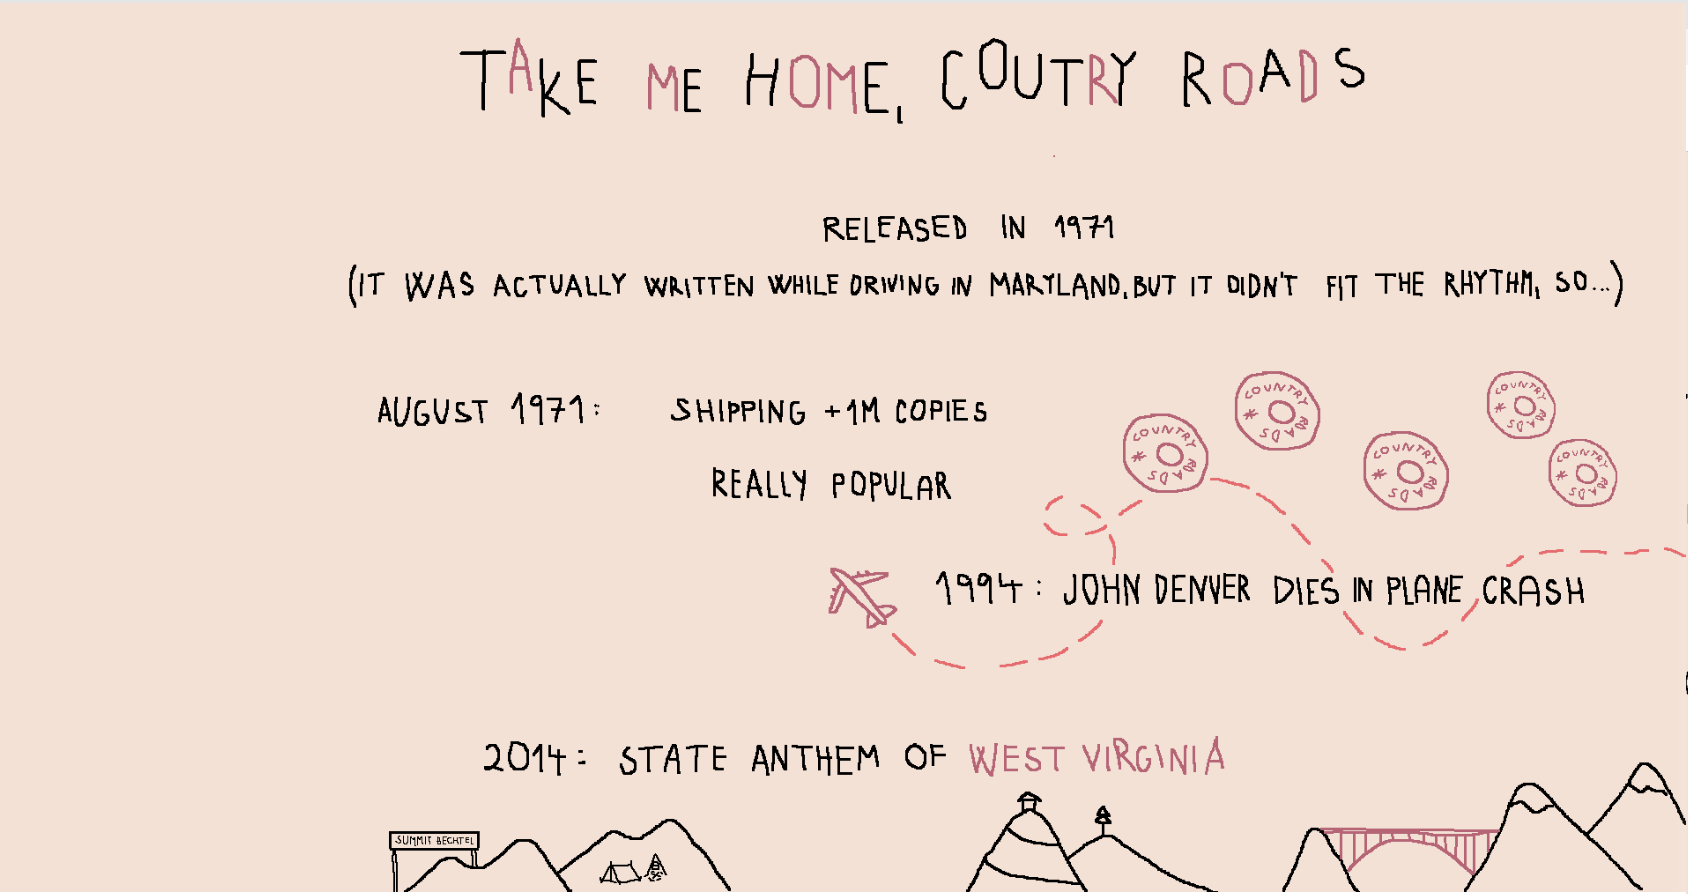 TAKE ME HOME, COUTRY ROADS
RELEASED IN 1971
(IT WAS ACTUALLY WRITTEN WHILE DRIVING IN MARYLAND, BUT IT DIDN'T FIT THE RHYTHM, SO...)
AUGUST 1971: SHIPPING +1M COPIES
REALLY POPULAR
COUNTRY ROADS *
COUNTRY ROADS *
COUNTRY ROADS *
COUNTRY ROADS *
COUNTRY ROADS *
1994: JOHN DENVER DIES IN PLANE CRASH
2014: STATE ANTHEM OF WEST VIRGINIA
SUMMIT BECHTEL